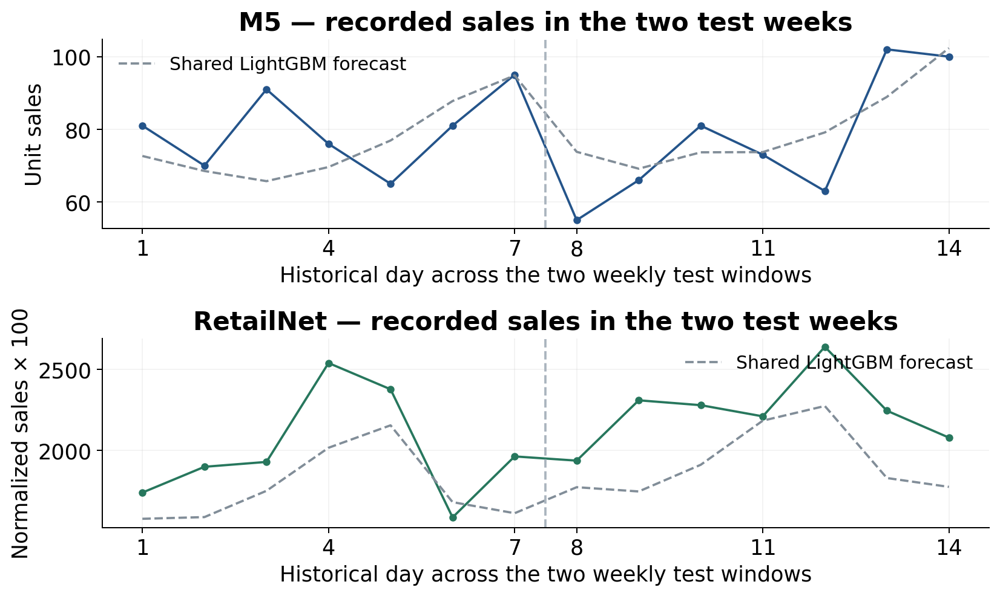 M5 — recorded sales in the two test weeks
Shared LightGBM forecast
Unit sales
100
80
60
1 4 7 8 11 14
Historical day across the two weekly test windows
RetailNet — recorded sales in the two test weeks
Shared LightGBM forecast
Normalized sales × 100
2500
2000
1 4 7 8 11 14
Historical day across the two weekly test windows